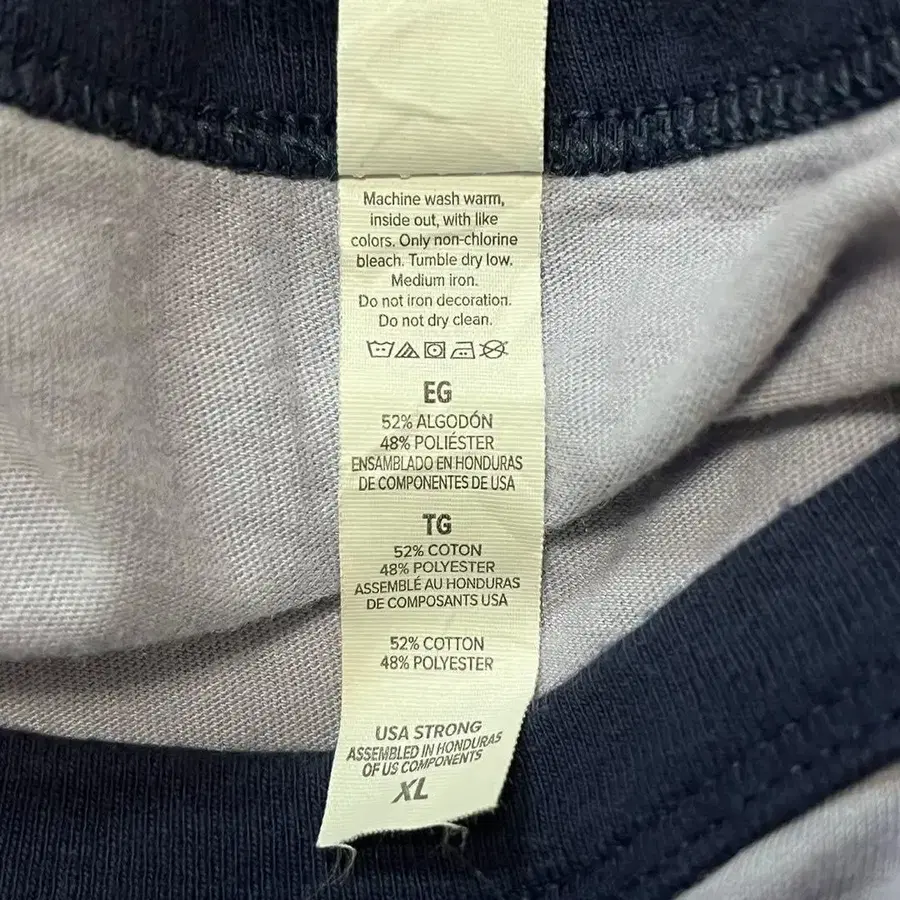 Machine wash warm,
inside out, with like
colors. Only non-chlorine
bleach. Tumble dry low.
Medium iron.
Do not iron decoration.
Do not dry clean.
EG
52% ALGODÓN
48% POLIÉSTER
ENSAMBLADO EN HONDURAS
DE COMPONENTES DE USA
TG
52% COTON
48% POLYESTER
ASSEMBLÉ AU HONDURAS
DE COMPOSANTS USA
52% COTTON
48% POLYESTER
USA STRONG
ASSEMBLED IN HONDURAS
OF US COMPONENTS
XL